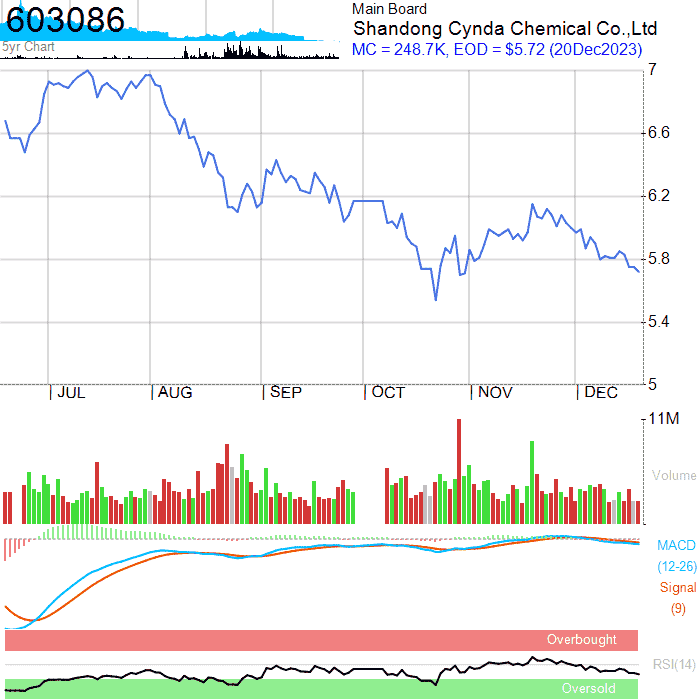 603086
5yr Chart
Main Board
Shandong Cynda Chemical Co.,Ltd
MC = 248.7K, EOD = $5.72 (20Dec2023)
7
6.6
6.2
5.8
5.4
5
JUL AUG SEP OCT NOV DEC
11M
Volume
MACD
(12-26)
Signal
(9)
Overbought
RSI(14)
Oversold